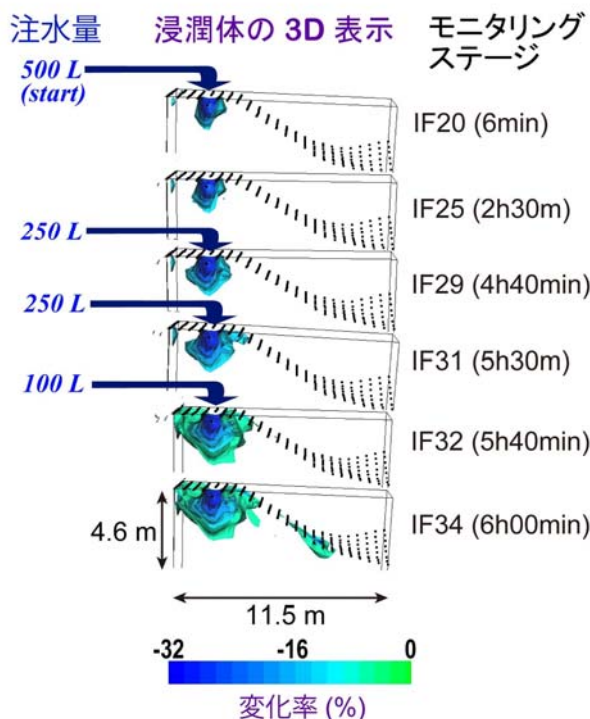 注水量 浸潤体の 3D 表示 モニタリング
ステージ
500 L
(start)
IF20 (6min)
IF25 (2h30m)
250 L
IF29 (4h40min)
250 L
IF31 (5h30m)
100 L
IF32 (5h40min)
IF34 (6h00min)
4.6 m
11.5 m
-32 -16 0
変化率 (%)